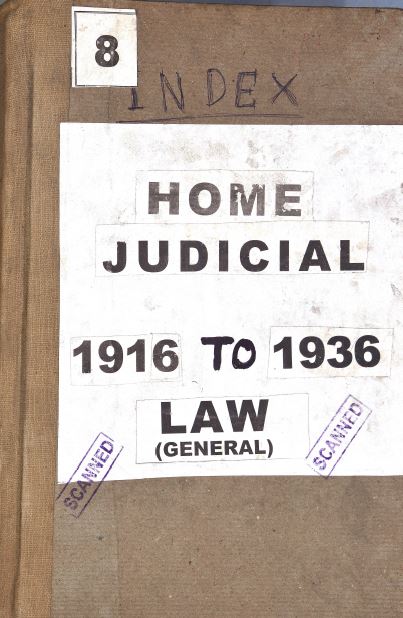 8
INDEX
HOME
JUDICIAL
1916 TO 1936
LAW
(GENERAL)
SCANNED
SCANNED